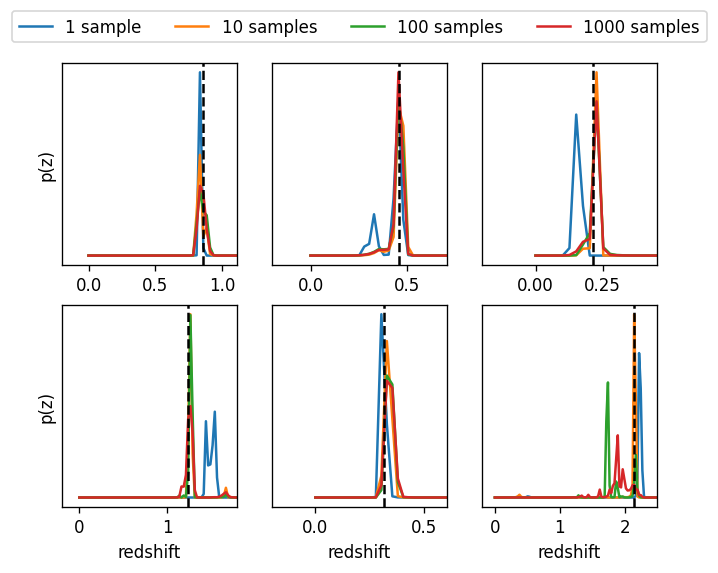 1 sample 10 samples 100 samples 1000 samples
p(z)
0.0 0.5 1.0
0.0 0.5
0.00 0.25
p(z)
0 1
0.0 0.5
0 1 2
redshift redshift redshift